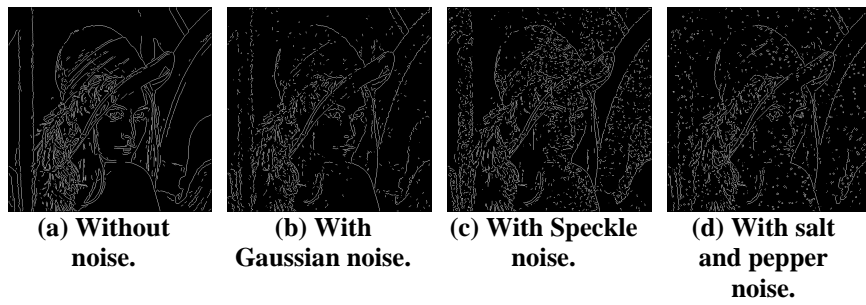 (a) Without
noise.
(b) With
Gaussian noise.
(c) With Speckle
noise.
(d) With salt
and pepper
noise.